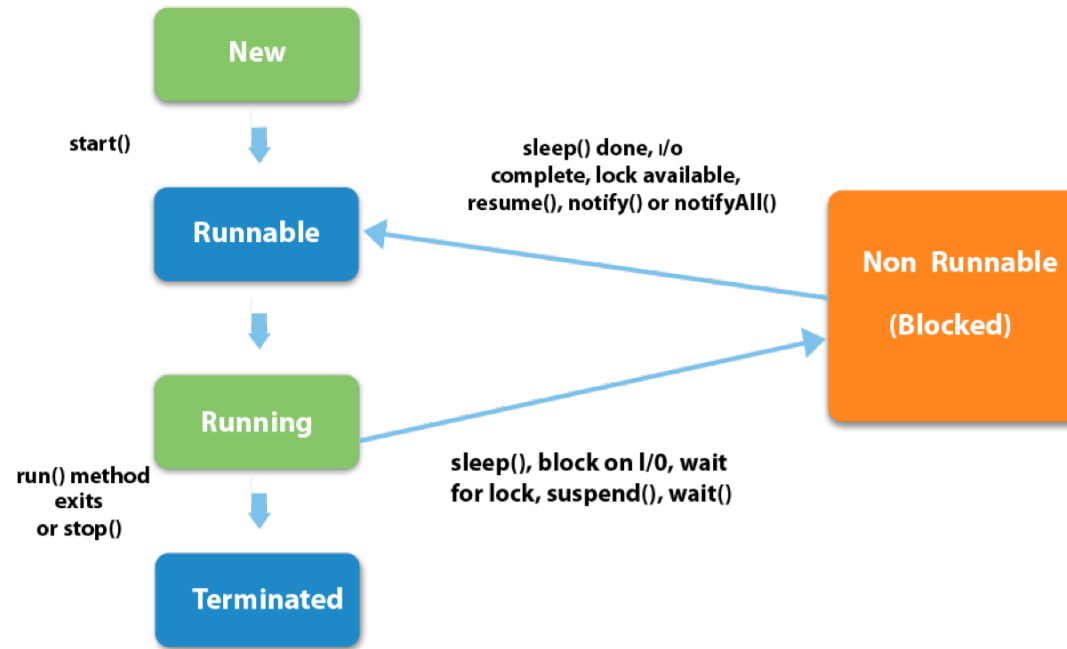 New
start()
sleep() done, I/o
complete, lock available,
resume(), notify() or notifyAll()
Runnable
Non Runnable
(Blocked)
Running
sleep(), block on I/0, wait
for lock, suspend(), wait()
run() method
exits
or stop()
Terminated